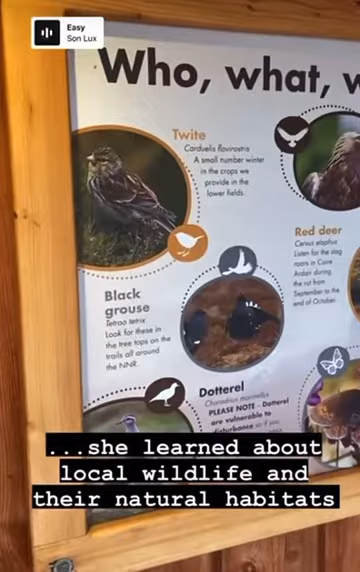 Easy
Son Lux
Who, what, w
Twite
Carduelis flavirostris
A small number winter
in the crops we
provide in the
lower fields.
Red deer
Cervus elaphus
Listen for the stag
roars in Coire
Ardair during
the rut from
September to the
end of October.
Black
grouse
Tetrao tetrix
Look for these in
the tree tops on the
trails all around
the NNR.
Dotterel
Charadrius morinellus
PLEASE NOTE - Dotterel
are vulnerable to
disturbance so if you
...she learned about
local wildlife and
their natural habitats